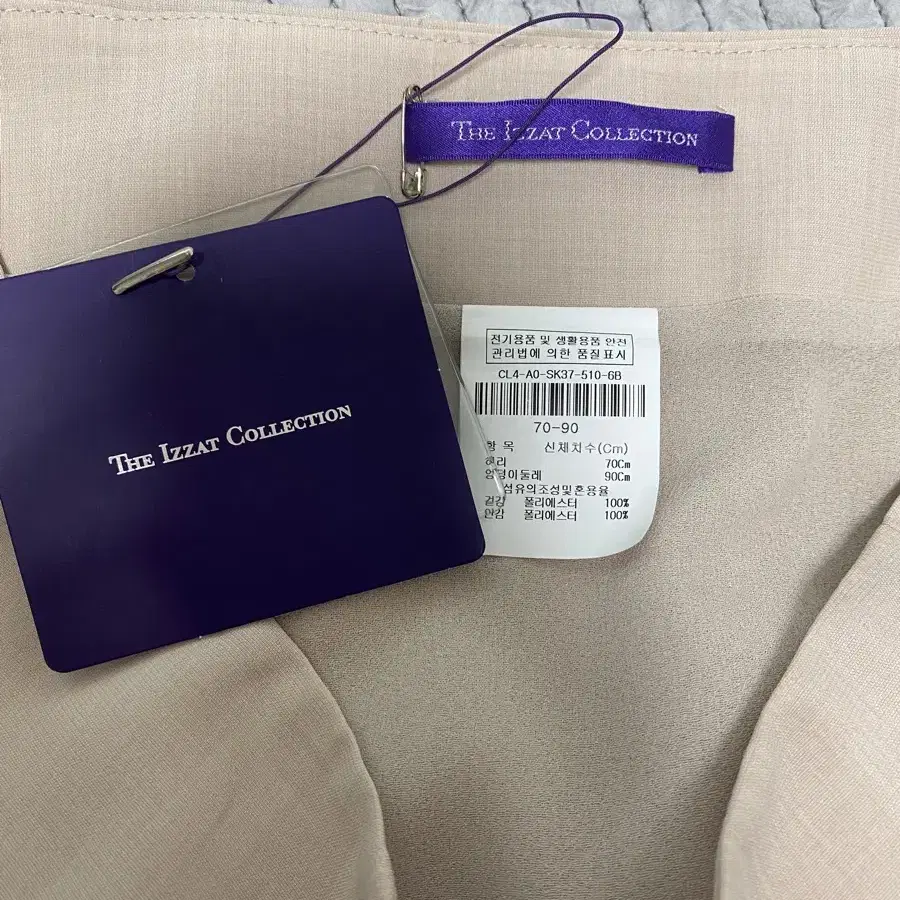 THE IZZAT COLLECTION
THE IZZAT COLLECTION
전기용품 및 생활용품 안전
관리법에 의한 품질표시
CL4-A0-SK37-510-6B
70-90
항 목 신체치수(Cm)
허리 70Cm
엉덩이둘레 90Cm
섬유의조성및혼용율
겉감 폴리에스터 100%
안감 폴리에스터 100%